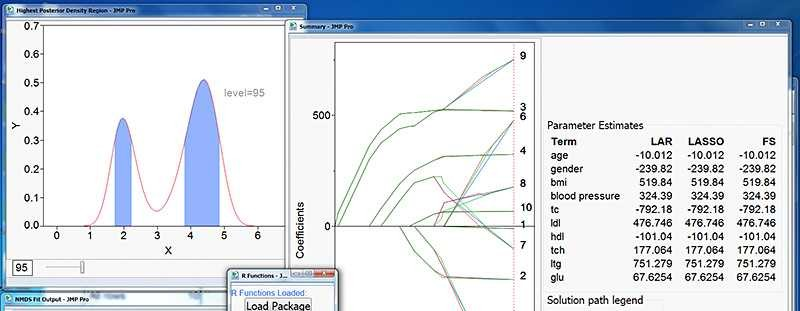 Highest Posterior Density Region - JMP Pro
0.7
0.6
0.5
0.4
0.3
0.2
0.1
0.0
Y
level=95
0 1 2 3 4 5 6
X
95
NMDS Fit Output - JMP Pro
All rows
Summary - JMP Pro
500
0
Coefficients
9
3
6
4
8
10
1
7
2
R Functions - J...
R Functions Loaded:
Load Package
Parameter Estimates
Term LAR LASSO FS
age -10.012 -10.012 -10.012
gender -239.82 -239.82 -239.82
bmi 519.84 519.84 519.84
blood pressure 324.39 324.39 324.39
tc -792.18 -792.18 -792.18
ldl 476.746 476.746 476.746
hdl -101.04 -101.04 -101.04
tch 177.064 177.064 177.064
ltg 751.279 751.279 751.279
glu 67.6254 67.6254 67.6254
Solution path legend